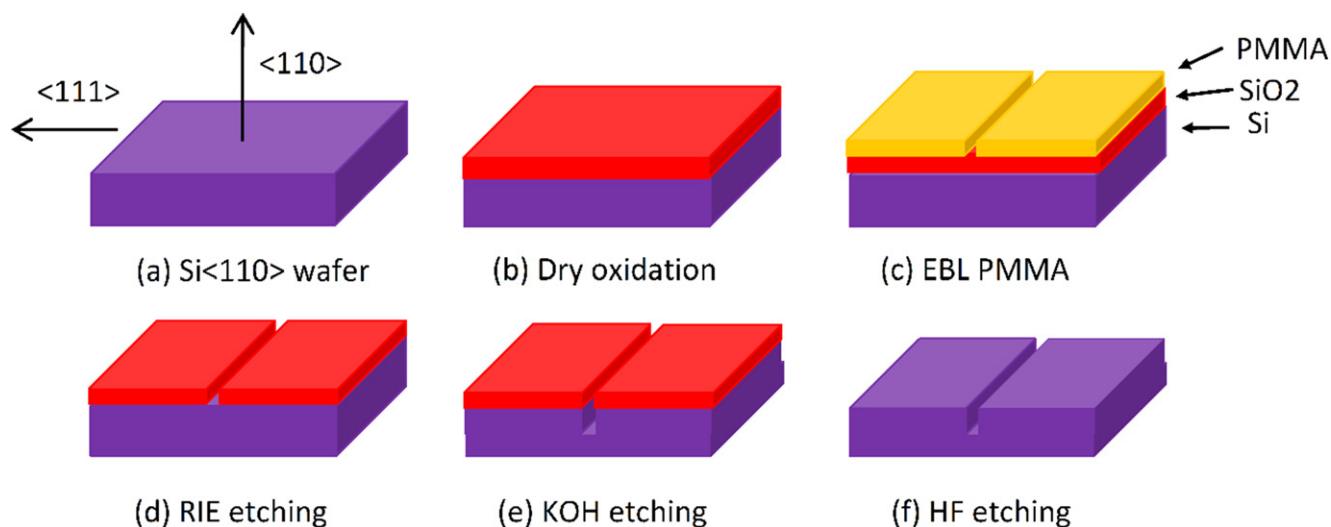 <110>
<111>
PMMA
SiO2
Si
(a) Si<110> wafer
(b) Dry oxidation
(c) EBL PMMA
(d) RIE etching
(e) KOH etching
(f) HF etching